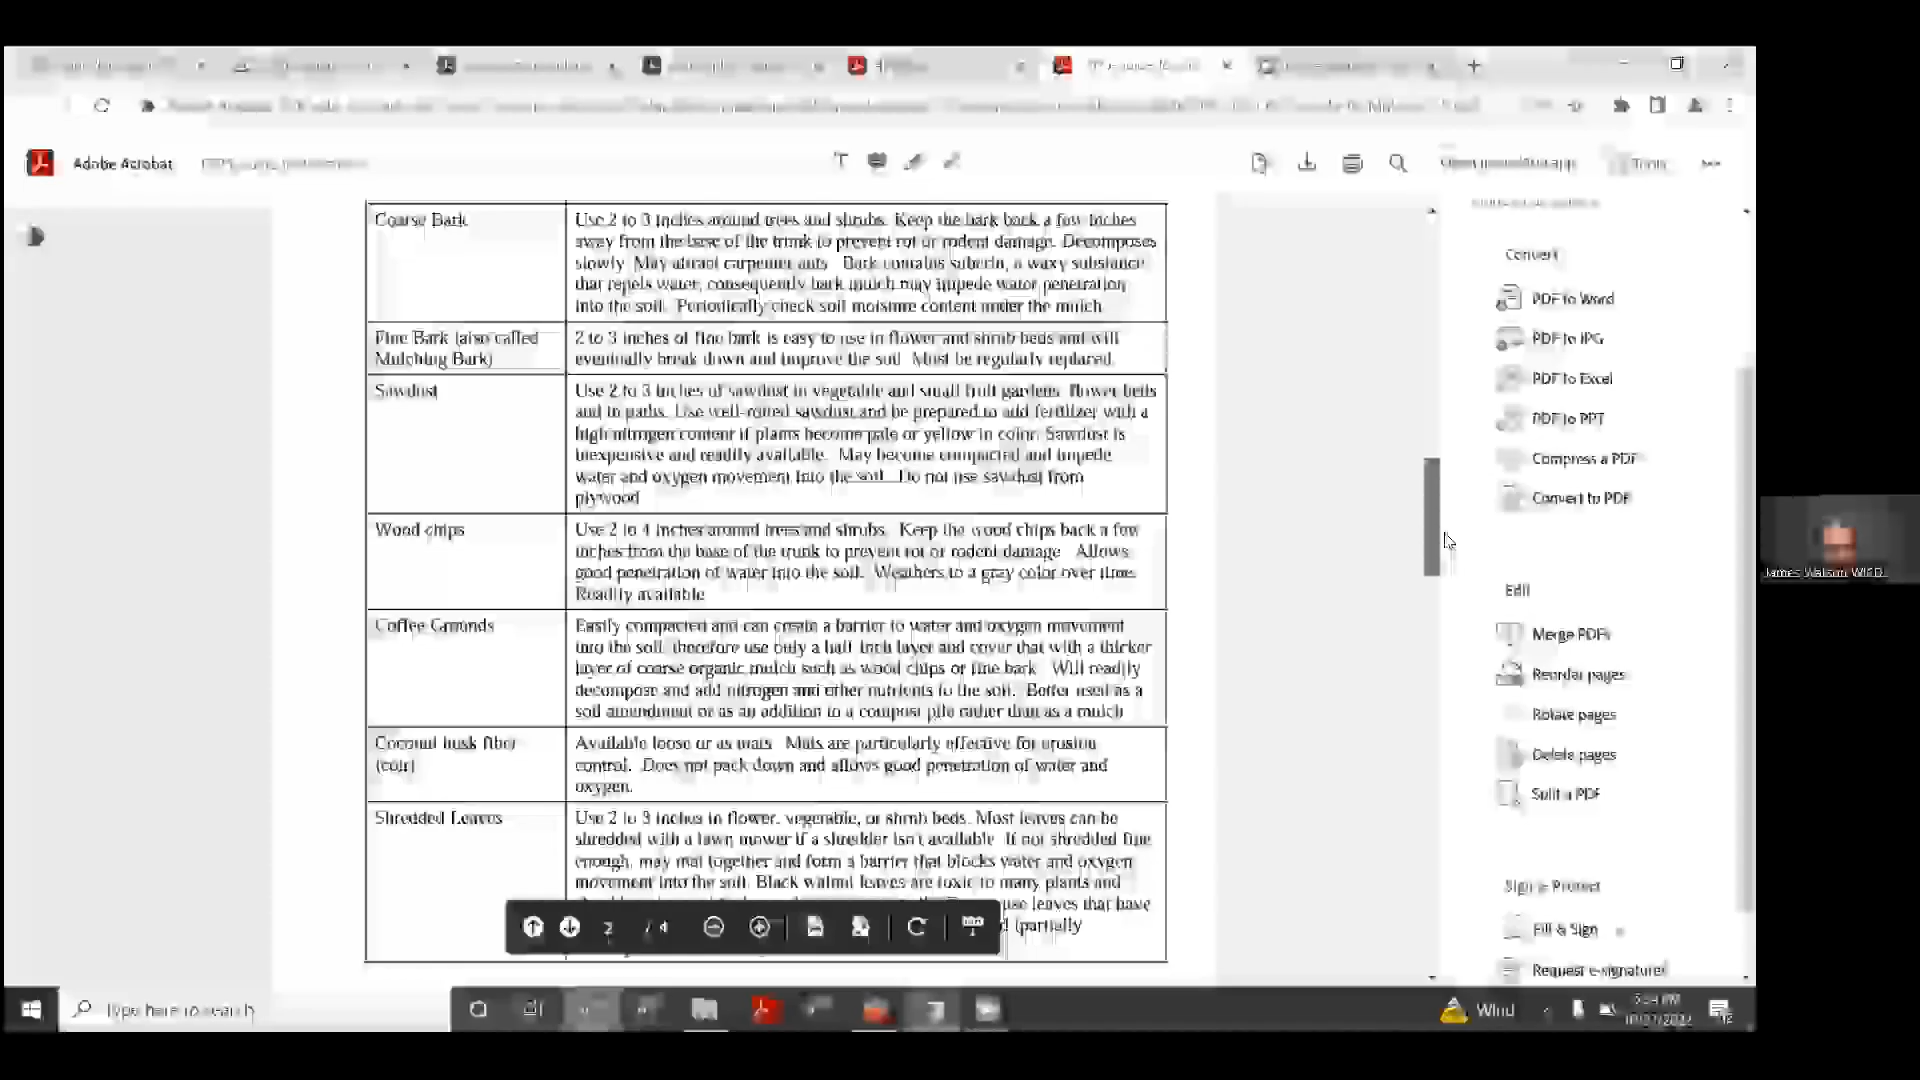 Adobe Acrobat
Tools
Coarse Bark
Use 2 to 3 inches around trees and shrubs. Keep the bark back a few inches
away from the base of the trunk to prevent rot or rodent damage. Decomposes
slowly. May attract carpenter ants. Bark contains suberin, a waxy substance
that repels water, consequently bark mulch may impede water penetration
into the soil. Periodically check soil moisture content under the mulch.
Fine Bark (also called
Mulching Bark)
2 to 3 inches of fine bark is easy to use in flower and shrub beds and will
eventually break down and improve the soil. Must be regularly replaced.
Sawdust
Use 2 to 3 inches of sawdust in vegetable and small fruit gardens, flower beds
and in paths. Use well-rotted sawdust and be prepared to add fertilizer with a
high nitrogen content if plants become pale or yellow in color. Sawdust is
inexpensive and readily available. May become compacted and impede
water and oxygen movement into the soil. Do not use sawdust from
plywood
Wood chips
Use 2 to 4 inches around trees and shrubs. Keep the wood chips back a few
inches from the base of the trunk to prevent rot or rodent damage. Allows
good penetration of water into the soil. Weathers to a gray color over time.
Readily available
Coffee Grounds
Easily compacted and can create a barrier to water and oxygen movement
into the soil, therefore use only a half inch layer and cover that with a thicker
layer of coarse organic mulch such as wood chips or fine bark. Will readily
decompose and add nitrogen and other nutrients to the soil. Better used as a
soil amendment or as an addition to a compost pile rather than as a mulch
Coconut husk fiber
(coir)
Available loose or as mats. Mats are particularly effective for erosion
control. Does not pack down and allows good penetration of water and
oxygen.
Shredded Leaves
Use 2 to 3 inches in flower, vegetable, or shrub beds. Most leaves can be
shredded with a lawn mower if a shredder isn't available. If not shredded fine
enough, may mat together and form a barrier that blocks water and oxygen
movement into the soil. Black walnut leaves are toxic to many plants and
use leaves that have
(partially
2 / 4
Convert
PDF to Word
PDF to JPG
PDF to Excel
PDF to PPT
Compress a PDF
Convert to PDF
Edit
Merge PDFs
Reorder pages
Rotate pages
Delete pages
Split a PDF
Sign & Protect
Fill & Sign
Request e-signatures
James Watson
Type here to search
Wind